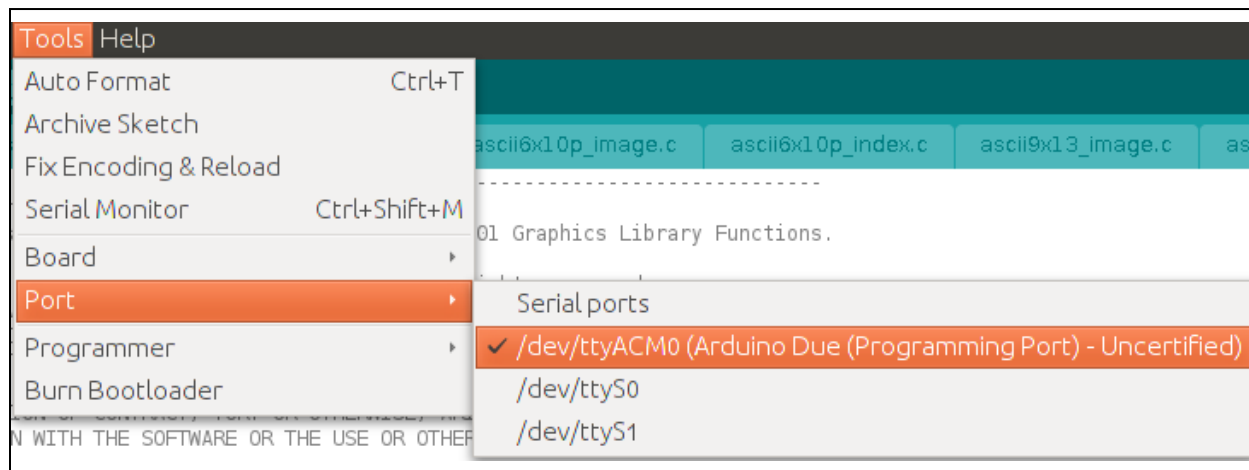 Tools Help
Auto Format Ctrl+T
Archive Sketch
Fix Encoding & Reload
Serial Monitor Ctrl+Shift+M
Board
Port
Programmer
Burn Bootloader
ascii6x10p_image.c ascii6x10p_index.c ascii9x13_image.c as
----------------------------
01 Graphics Library Functions.
Serial ports
/dev/ttyACM0 (Arduino Due (Programming Port) - Uncertified)
/dev/ttyS0
/dev/ttyS1
N WITH THE SOFTWARE OR THE USE OR OTHER